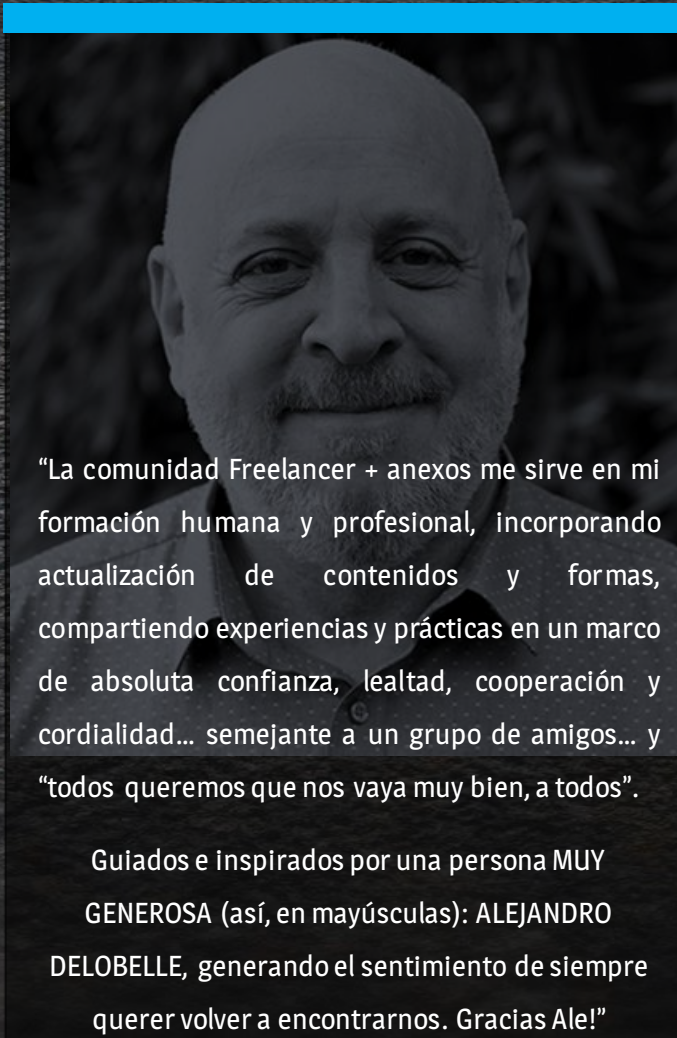 “La comunidad Freelancer + anexos me sirve en mi
formación humana y profesional, incorporando
actualización de contenidos y formas,
compartiendo experiencias y prácticas en un marco
de absoluta confianza, lealtad, cooperación y
cordialidad... semejante a un grupo de amigos... y
“todos queremos que nos vaya muy bien, a todos”.
Guiados e inspirados por una persona MUY
GENEROSA (así, en mayúsculas): ALEJANDRO
DELOBELLE, generando el sentimiento de siempre
querer volver a encontrarnos. Gracias Ale!”